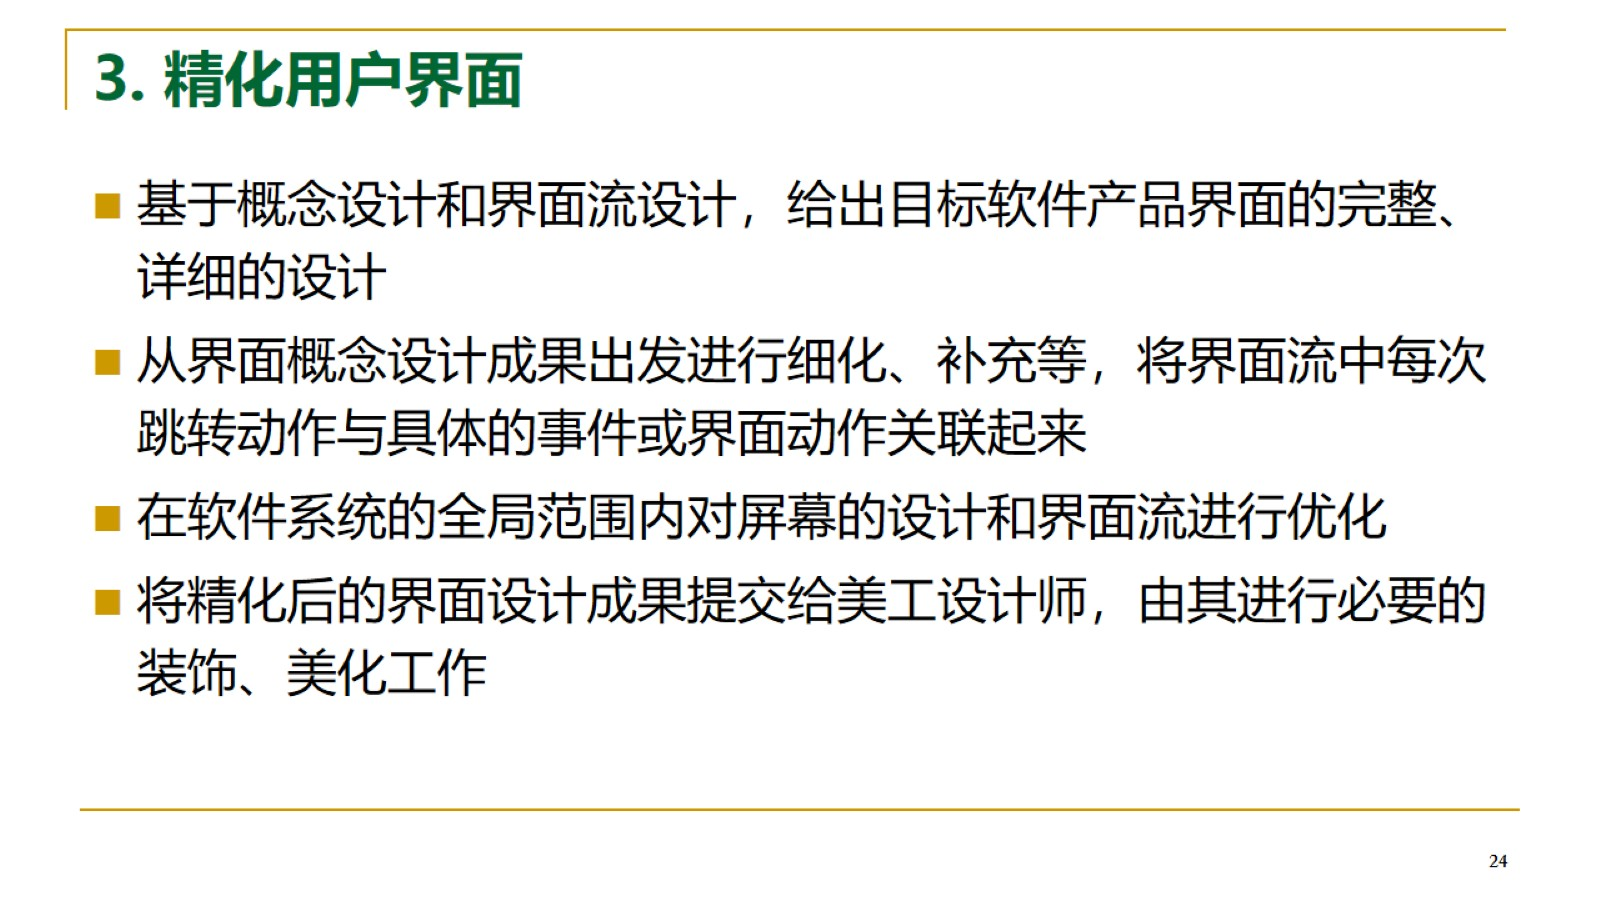 3. 精化用户界面
基于概念设计和界面流设计，给出目标软件产品界面的完整、
详细的设计
从界面概念设计成果出发进行细化、补充等，将界面流中每次
跳转动作与具体的事件或界面动作关联起来
在软件系统的全局范围内对屏幕的设计和界面流进行优化
将精化后的界面设计成果提交给美工设计师，由其进行必要的
装饰、美化工作
24